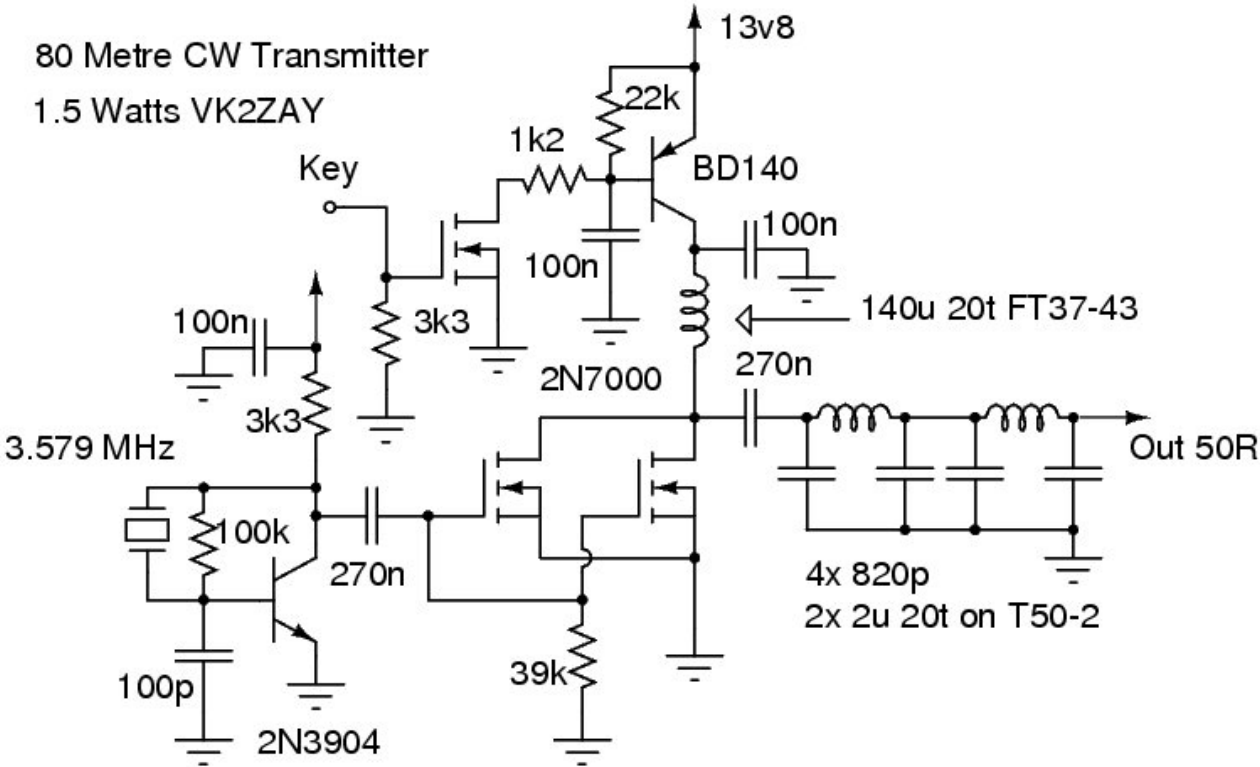 80 Metre CW Transmitter
1.5 Watts VK2ZAY
13v8
22k
1k2
Key
BD140
100n
100n
140u 20t FT37-43
100n
3k3
2N7000
270n
3k3
3.579 MHz
Out 50R
100k
270n
4x 820p
2x 2u 20t on T50-2
39k
100p
2N3904